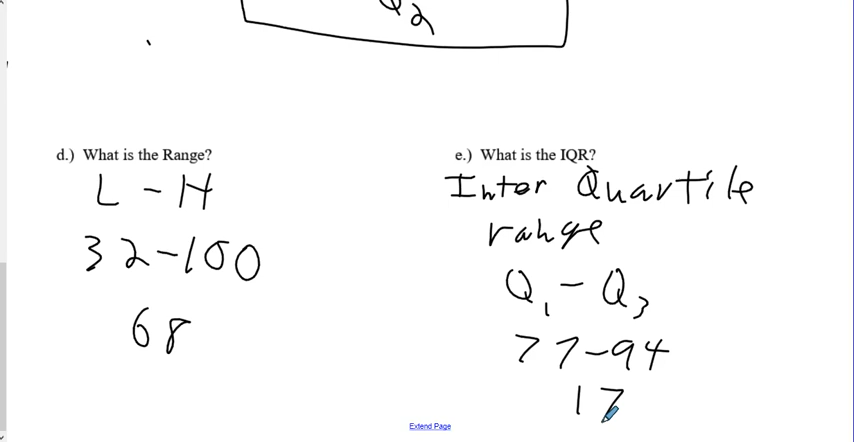 Q2
d.) What is the Range?
L - H
32-100
68
e.) What is the IQR?
Inter Quartile
range
Q1 - Q3
77-94
17
Extend Page